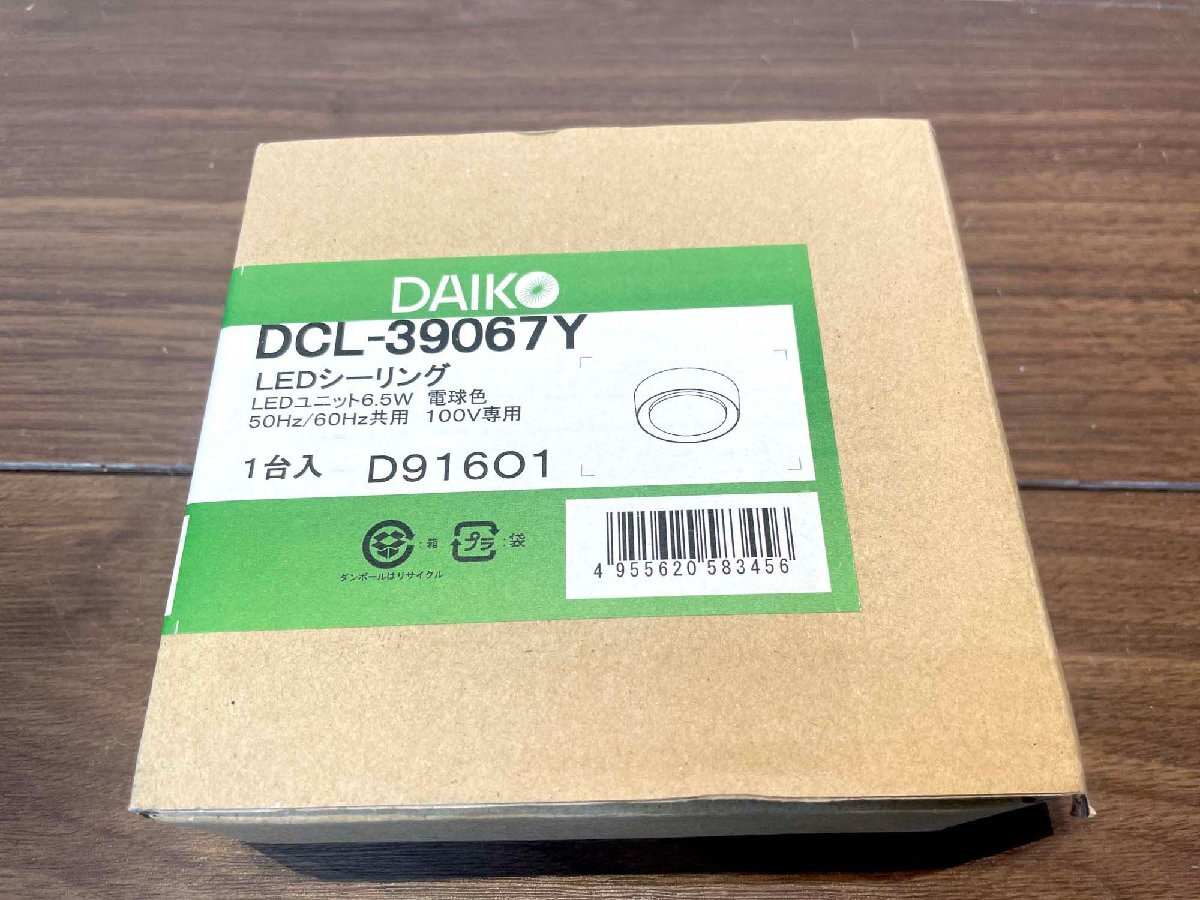 DAIKO
DCL-39067Y
LEDシーリング
LEDユニット6.5W 電球色
50Hz/60Hz共用 100V専用
1台入 D91601
:箱 プラ :袋
ダンボールはリサイクル
4 955620 583456